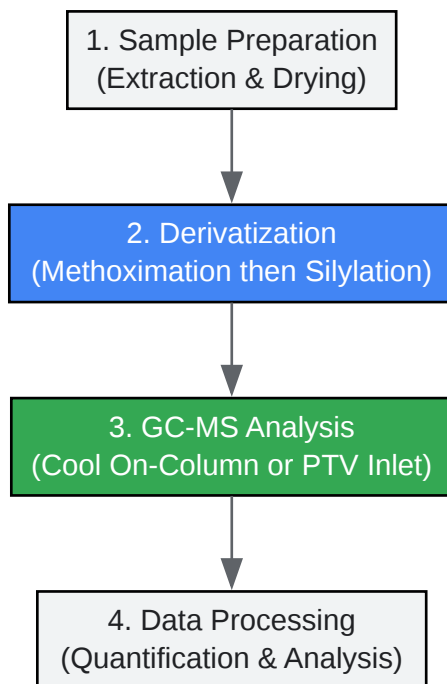 1. Sample Preparation
(Extraction & Drying)
2. Derivatization
(Methoximation then Silylation)
3. GC-MS Analysis
(Cool On-Column or PTV Inlet)
4. Data Processing
(Quantification & Analysis)